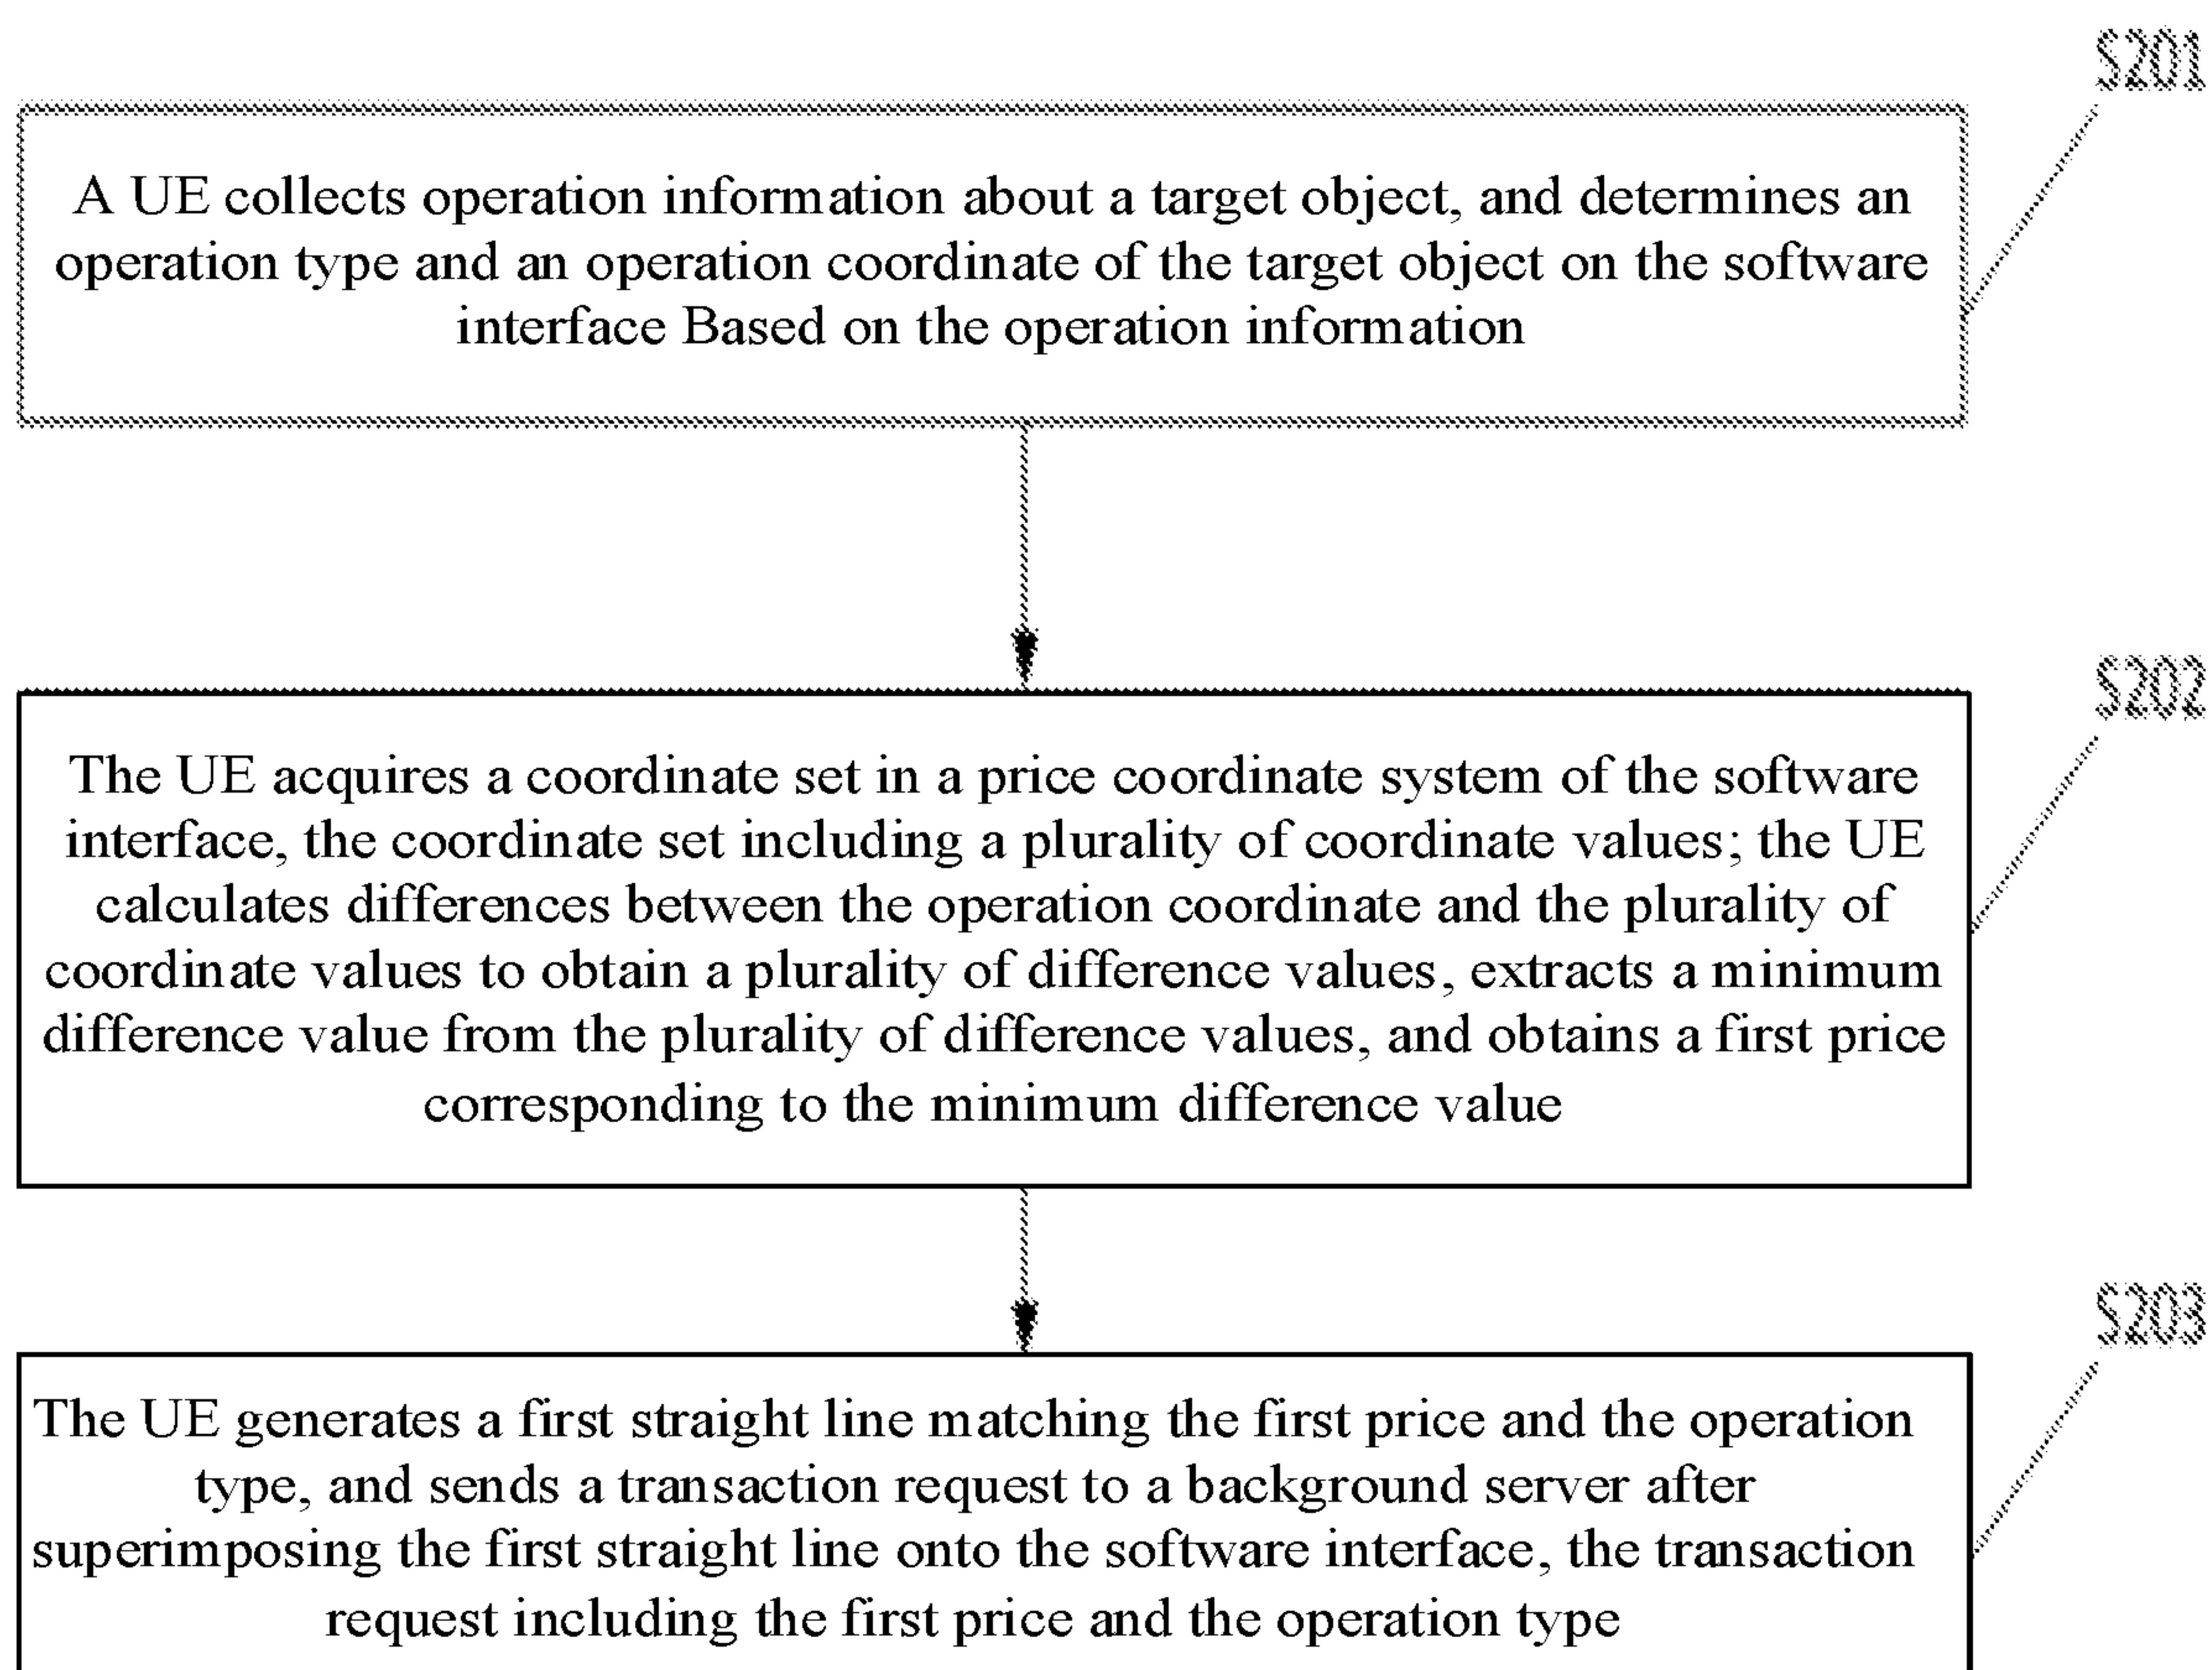 S201
A UE collects operation information about a target object, and determines an
operation type and an operation coordinate of the target object on the software
interface Based on the operation information
S202
The UE acquires a coordinate set in a price coordinate system of the software
interface, the coordinate set including a plurality of coordinate values; the UE
calculates differences between the operation coordinate and the plurality of
coordinate values to obtain a plurality of difference values, extracts a minimum
difference value from the plurality of difference values, and obtains a first price
corresponding to the minimum difference value
S203
The UE generates a first straight line matching the first price and the operation
type, and sends a transaction request to a background server after
superimposing the first straight line onto the software interface, the transaction
request including the first price and the operation type